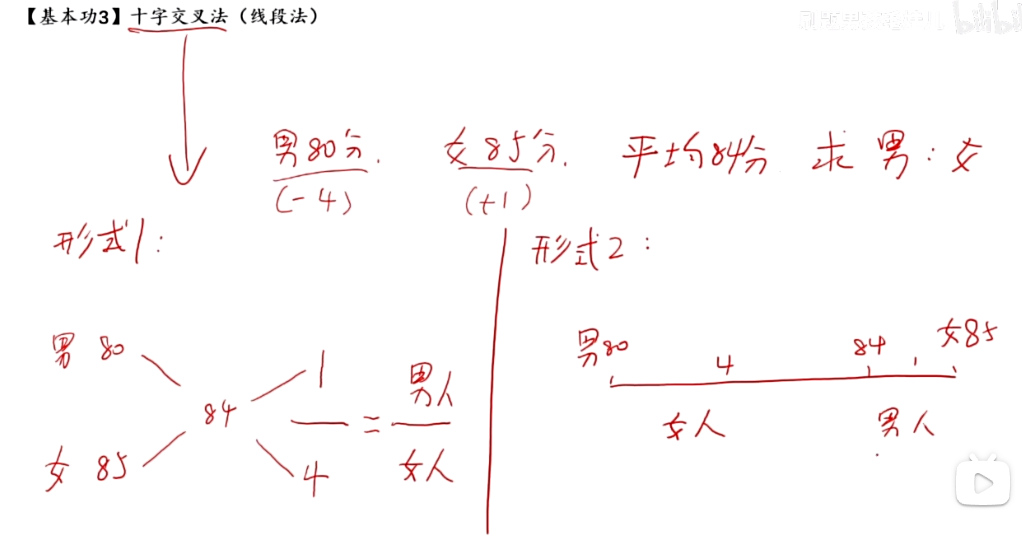 【基本功3】十字交叉法（线段法）
bilibili
男80分. 女85分. 平均84分 求 男:女
(-4) (+1)
形式1:
形式2:
男 80
女 85
84
1
4
=
男人
女人
男80 4 84 女85
女人 男人